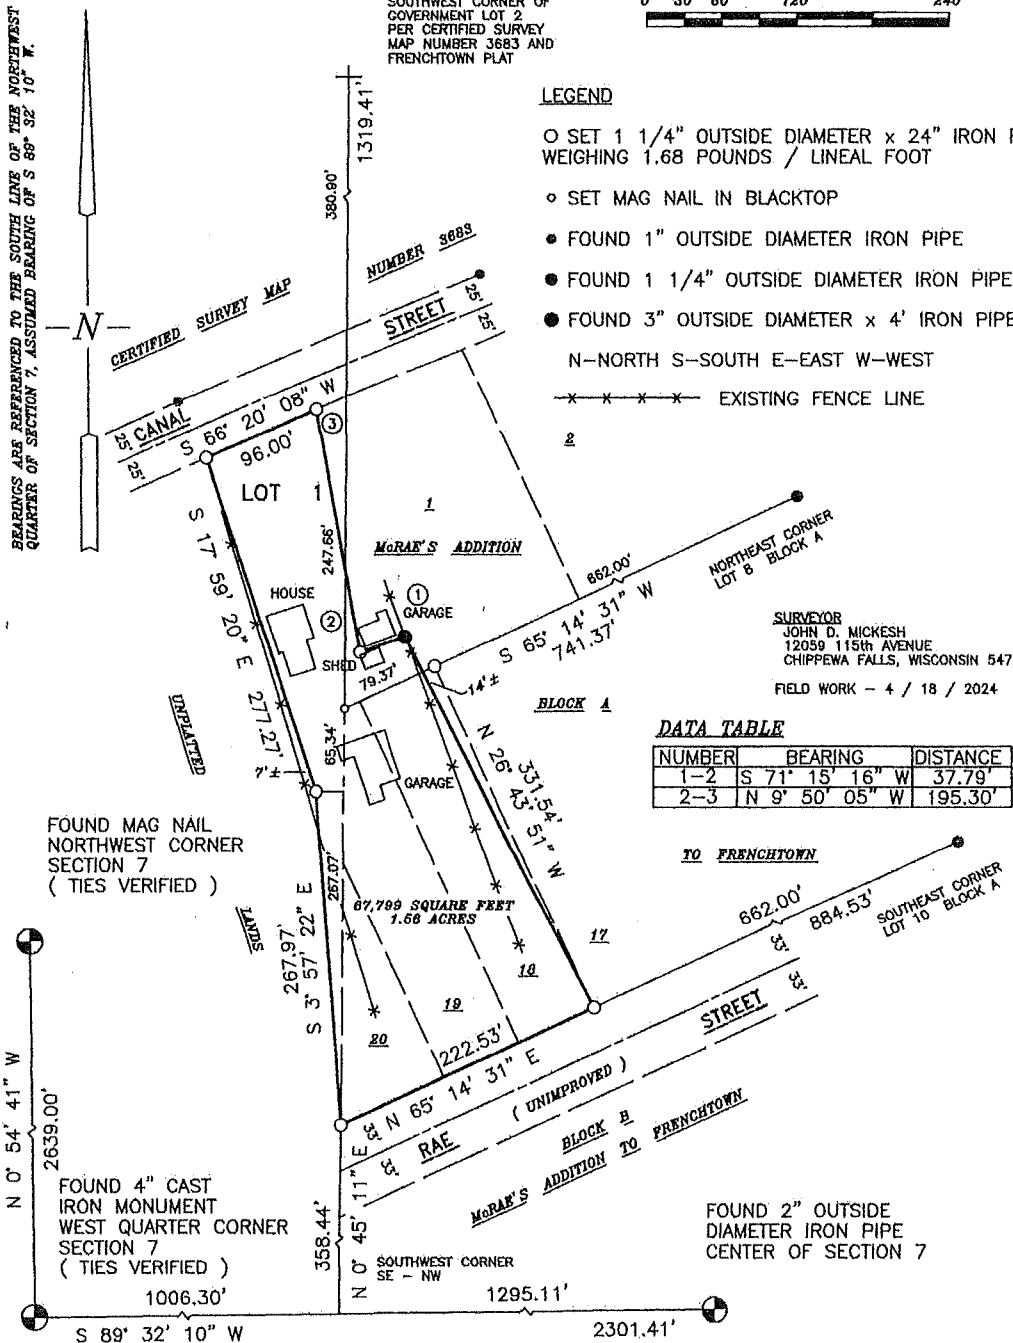 SOUTHWEST CORNER OF
GOVERNMENT LOT 2
PER CERTIFIED SURVEY
MAP NUMBER 3683 AND
FRENCHTOWN PLAT
0 30 60 120 240
BEARINGS ARE REFERENCED TO THE SOUTH LINE OF THE NORTHWEST
QUARTER OF SECTION 7, ASSUMED BEARING OF S 89° 32' 10" W.
N
LEGEND
O SET 1 1/4" OUTSIDE DIAMETER x 24" IRON
WEIGHING 1.68 POUNDS / LINEAL FOOT
SET MAG NAIL IN BLACKTOP
FOUND 1" OUTSIDE DIAMETER IRON PIPE
FOUND 1 1/4" OUTSIDE DIAMETER IRON PIPE
FOUND 3" OUTSIDE DIAMETER x 4' IRON PIPE
N-NORTH S-SOUTH E-EAST W-WEST
EXISTING FENCE LINE
1319.41'
380.90'
CERTIFIED SURVEY MAP NUMBER 3683
CANAL STREET
25'
25'
25'
25'
S 66° 20' 08" W
96.00'
LOT 1
3
1
2
McRAE'S ADDITION
247.66'
S 17° 59' 20" E 277.27'
HOUSE
2
1
GARAGE
SHED
79.37'
662.00'
S 65° 14' 31" W
741.37'
NORTHEAST CORNER
LOT 8 BLOCK A
14'±
BLOCK A
SURVEYOR
JOHN D. MICKESH
12059 115th AVENUE
CHIPPEWA FALLS, WISCONSIN 547
FIELD WORK - 4 / 18 / 2024
DATA TABLE
NUMBER BEARING DISTANCE
1-2 S 71° 15' 16" W 37.79'
2-3 N 9° 50' 05" W 195.30'
UNPLATTED
LANDS
65.34'
7'±
GARAGE
331.54'
N 26° 43' 51" W
FOUND MAG NAIL
NORTHWEST CORNER
SECTION 7
( TIES VERIFIED )
TO FRENCHTOWN
267.07'
267.97'
S 3° 57' 22" E
67,799 SQUARE FEET
1.56 ACRES
662.00'
884.53'
SOUTHEAST CORNER
LOT 10 BLOCK A
17
18
19
20
222.53'
N 65° 14' 31" E
33'
33'
33'
33'
RAE STREET
( UNIMPROVED )
BLOCK B
McRAE'S ADDITION TO FRENCHTOWN
N 0° 54' 41" W
2639.00'
FOUND 4" CAST
IRON MONUMENT
WEST QUARTER CORNER
SECTION 7
( TIES VERIFIED )
358.44'
N 0° 45' 11" E
SOUTHWEST CORNER
SE - NW
FOUND 2" OUTSIDE
DIAMETER IRON PIPE
CENTER OF SECTION 7
1006.30'
1295.11'
S 89° 32' 10" W
2301.41'